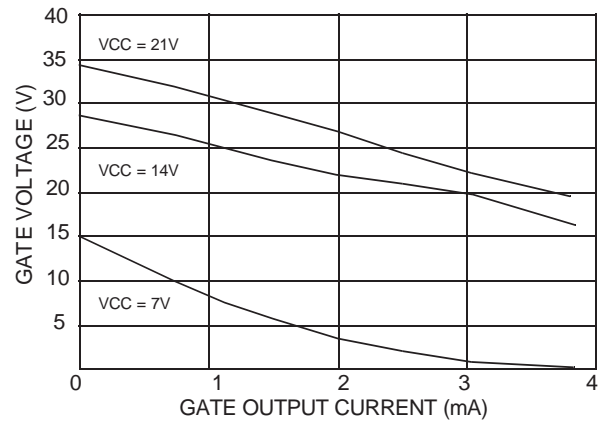 40
35
30
25
20
15
10
5
GATE VOLTAGE (V)
VCC = 21V
VCC = 14V
VCC = 7V
0
1
2
3
4
GATE OUTPUT CURRENT (mA)